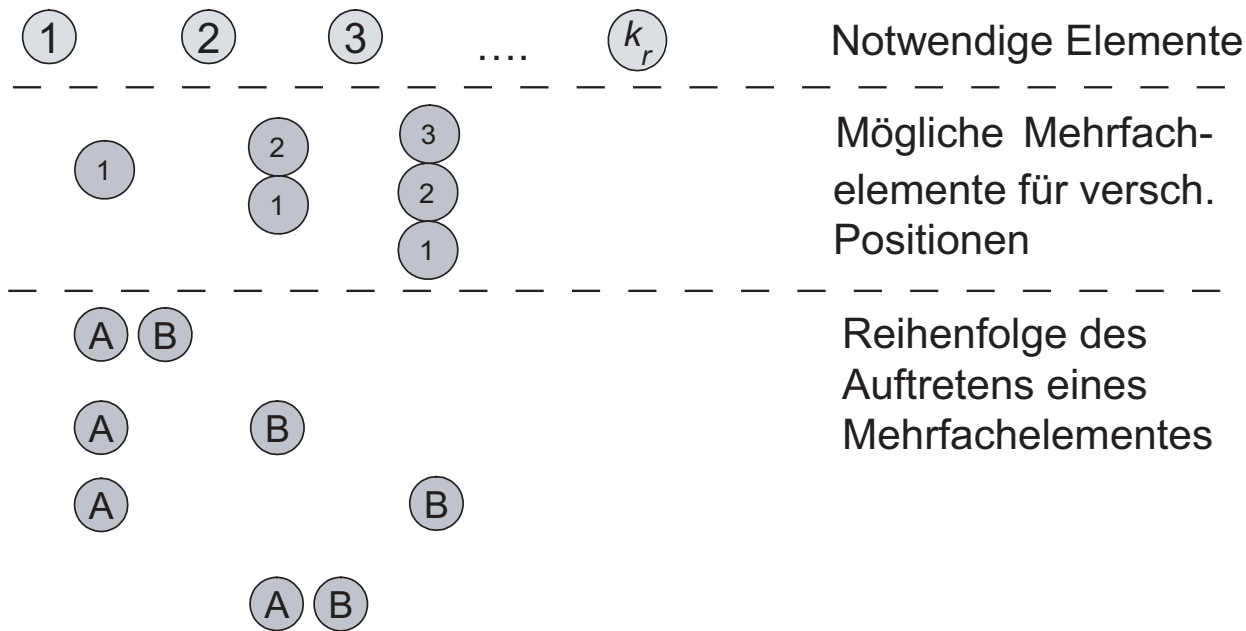 1 2 3 .... k_r Notwendige Elemente
1 2 3 Mögliche Mehrfach-
1 2 elemente für versch.
1 Positionen
A B Reihenfolge des
Auftretens eines
A B Mehrfachelementes
A B
A B